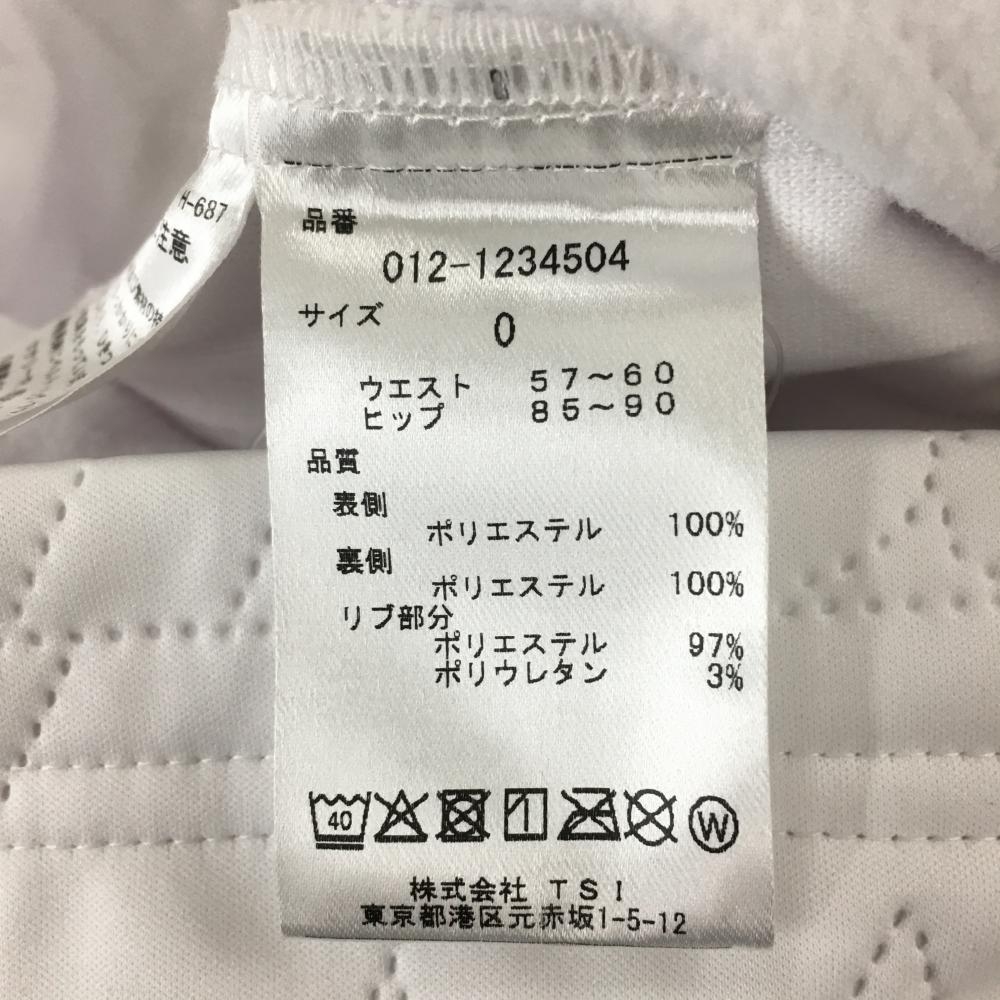 H-687
注意
品番
012-1234504
サイズ
0
ウエスト 57～60
ヒップ 85～90
品質
表側
ポリエステル 100%
裏側
ポリエステル 100%
リブ部分
ポリエステル 97%
ポリウレタン 3%
40
W
株式会社 TSI
東京都港区元赤坂1-5-12